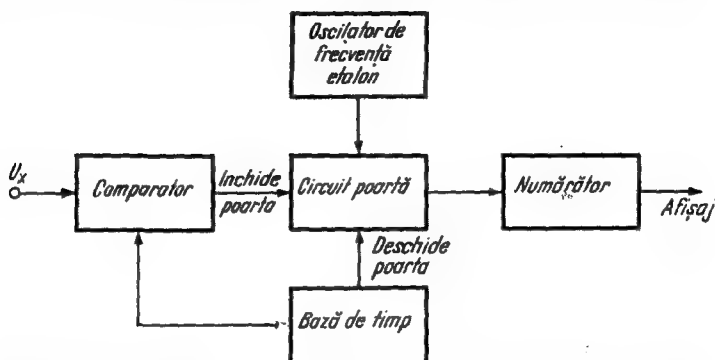 Oscilator de
frecvență
etalon
Ux
Comparator
Inchide
poarta
Circuit poartă
Numărător
Afișaj
Deschide
poarta
Bază de timp